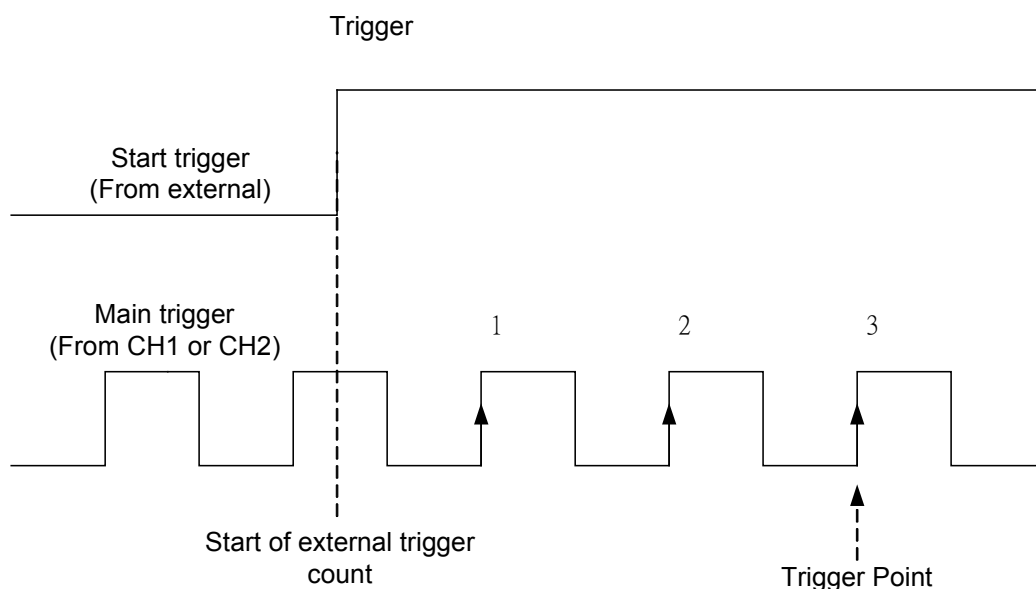 Trigger
Start trigger
(From external)
Main trigger
(From CH1 or CH2)
1
2
3
Start of external trigger
count
Trigger Point